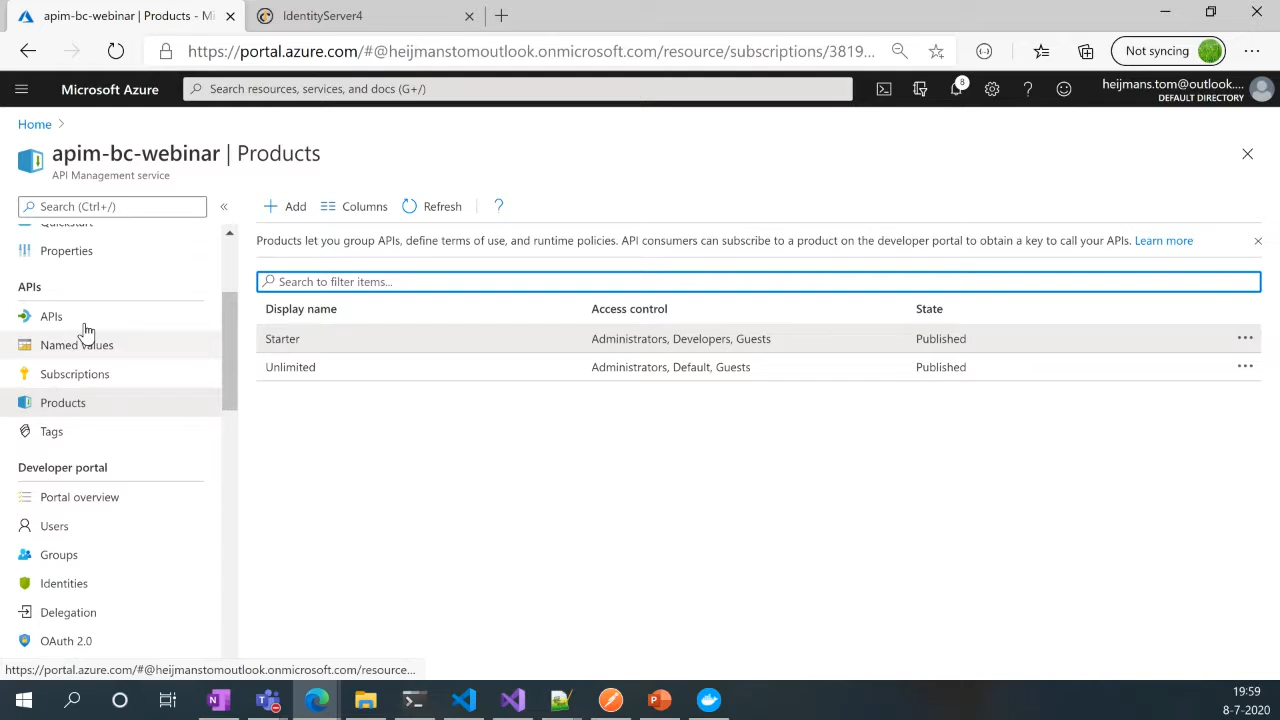 apim-bc-webinar | Products - Mi
IdentityServer4
https://portal.azure.com/#@heijmanstomoutlook.onmicrosoft.com/resource/subscriptions/3819...
Not syncing
Microsoft Azure
Search resources, services, and docs (G+/)
8
heijmans.tom@outlook....
DEFAULT DIRECTORY
Home
apim-bc-webinar | Products
API Management service
Search (Ctrl+/)
Add
Columns
Refresh
Quickstart
Properties
Products let you group APIs, define terms of use, and runtime policies. API consumers can subscribe to a product on the developer portal to obtain a key to call your APIs. Learn more
Search to filter items...
APIs
APIs
Named values
Subscriptions
Products
Tags
Display name
Access control
State
Starter
Administrators, Developers, Guests
Published
Unlimited
Administrators, Default, Guests
Published
Developer portal
Portal overview
Users
Groups
Identities
Delegation
OAuth 2.0
https://portal.azure.com/#@heijmanstomoutlook.onmicrosoft.com/resource...
19:59
8-7-2020